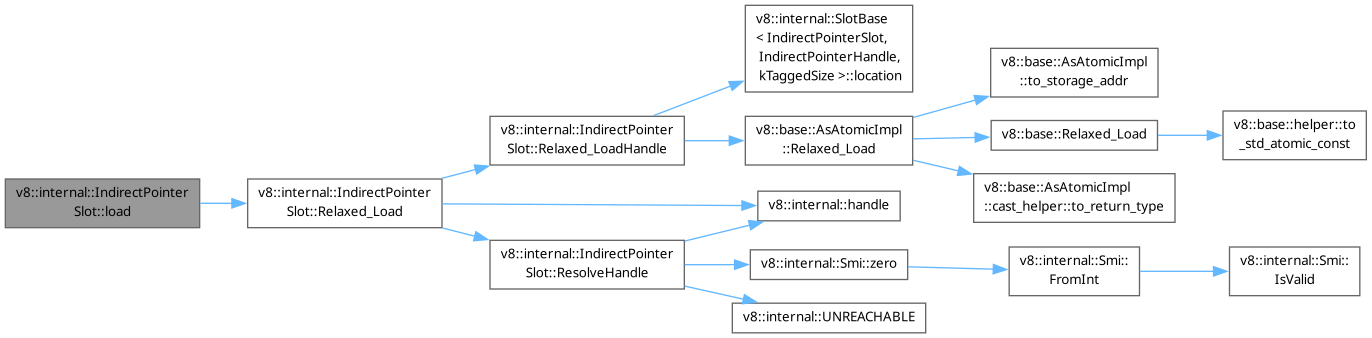 v8::internal::SlotBase
< IndirectPointerSlot,
IndirectPointerHandle,
kTaggedSize >::location
v8::base::AsAtomicImpl
::to_storage_addr
v8::internal::IndirectPointer
Slot::Relaxed_LoadHandle
v8::base::AsAtomicImpl
::Relaxed_Load
v8::base::Relaxed_Load
v8::base::helper::to
_std_atomic_const
v8::internal::IndirectPointer
Slot::load
v8::internal::IndirectPointer
Slot::Relaxed_Load
v8::base::AsAtomicImpl
::cast_helper::to_return_type
v8::internal::handle
v8::internal::IndirectPointer
Slot::ResolveHandle
v8::internal::Smi::zero
v8::internal::Smi::
FromInt
v8::internal::Smi::
IsValid
v8::internal::UNREACHABLE